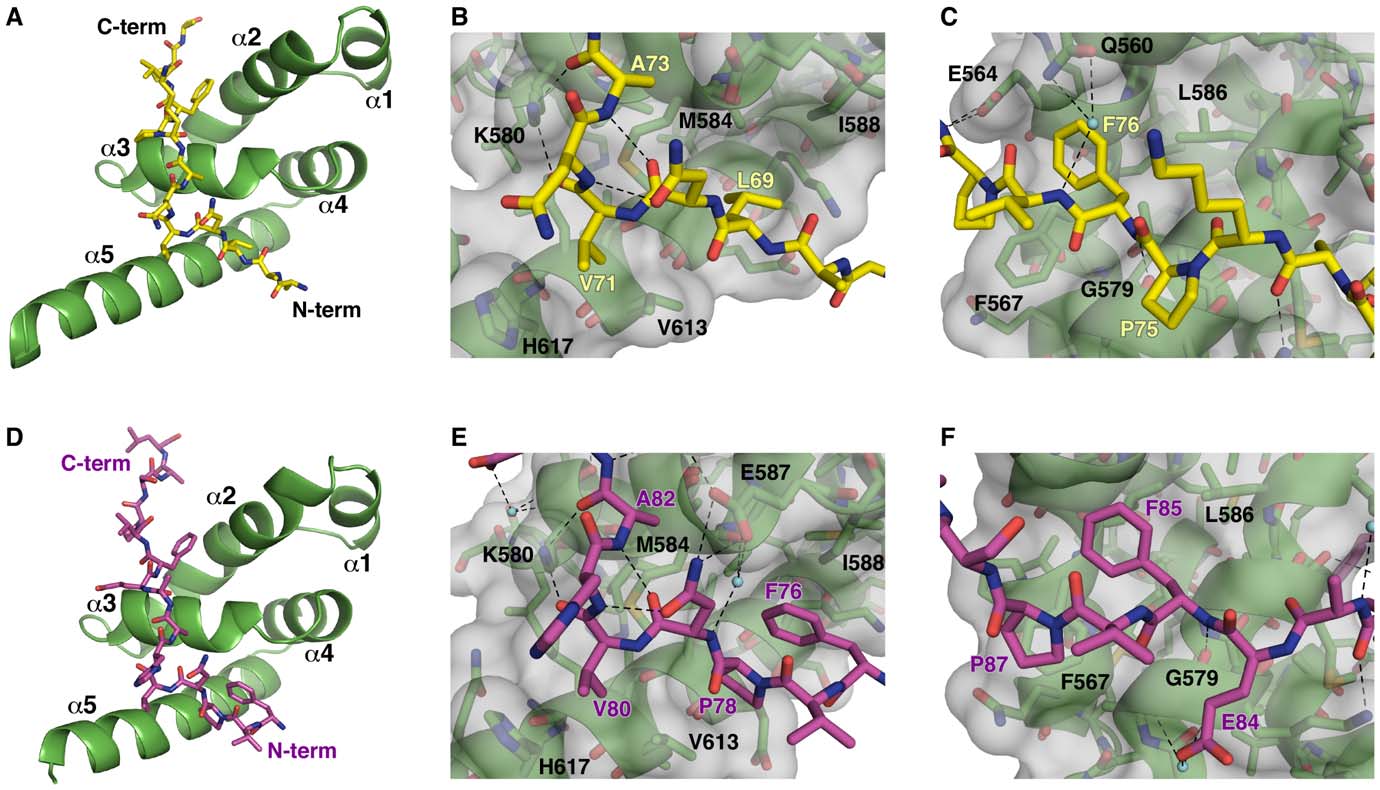 A
C-term
α2
α1
α3
α4
α5
N-term
B
A73
K580
M584
I588
L69
V71
V613
H617
C
Q560
E564
L586
F76
F567
G579
P75
D
C-term
α2
α1
α3
α4
α5
N-term
E
E587
A82
K580
M584
I588
F76
V80
P78
V613
H617
F
F85
L586
P87
F567
G579
E84